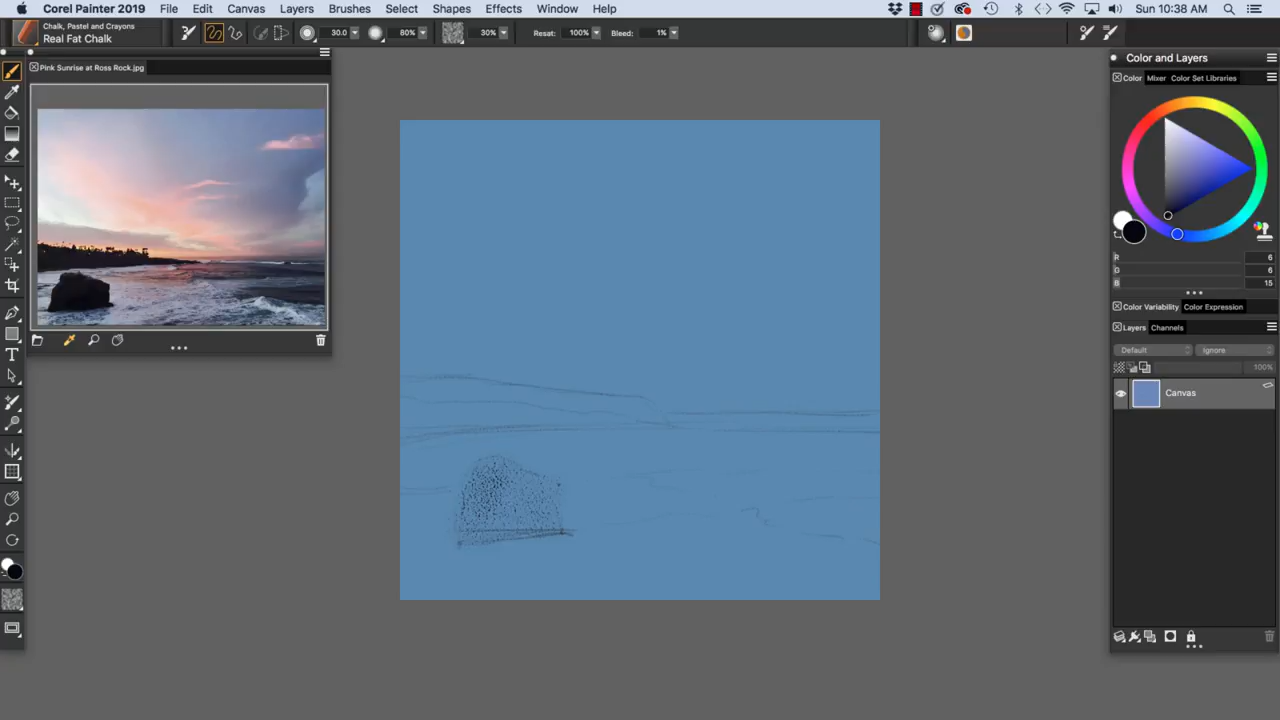 Corel Painter 2019 File Edit Canvas Layers Brushes Select Shapes Effects Window Help Sun 10:38 AM
Chalk, Pastel and Crayons
Real Fat Chalk
30.0 80% 30% Resat: 100% Bleed: 1%
Pink Sunrise at Ross Rock.jpg
Color and Layers
Color Mixer Color Set Libraries
R 6
G 6
B 15
Color Variability Color Expression
Layers Channels
Default Ignore
100%
Canvas